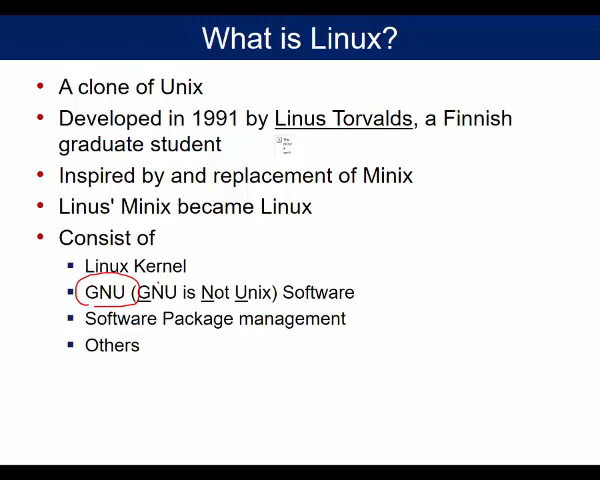 What is Linux?
• A clone of Unix
• Developed in 1991 by Linus Torvalds, a Finnish
graduate student
• Inspired by and replacement of Minix
• Linus' Minix became Linux
• Consist of
▪ Linux Kernel
▪ GNU (GNU is Not Unix) Software
▪ Software Package management
▪ Others